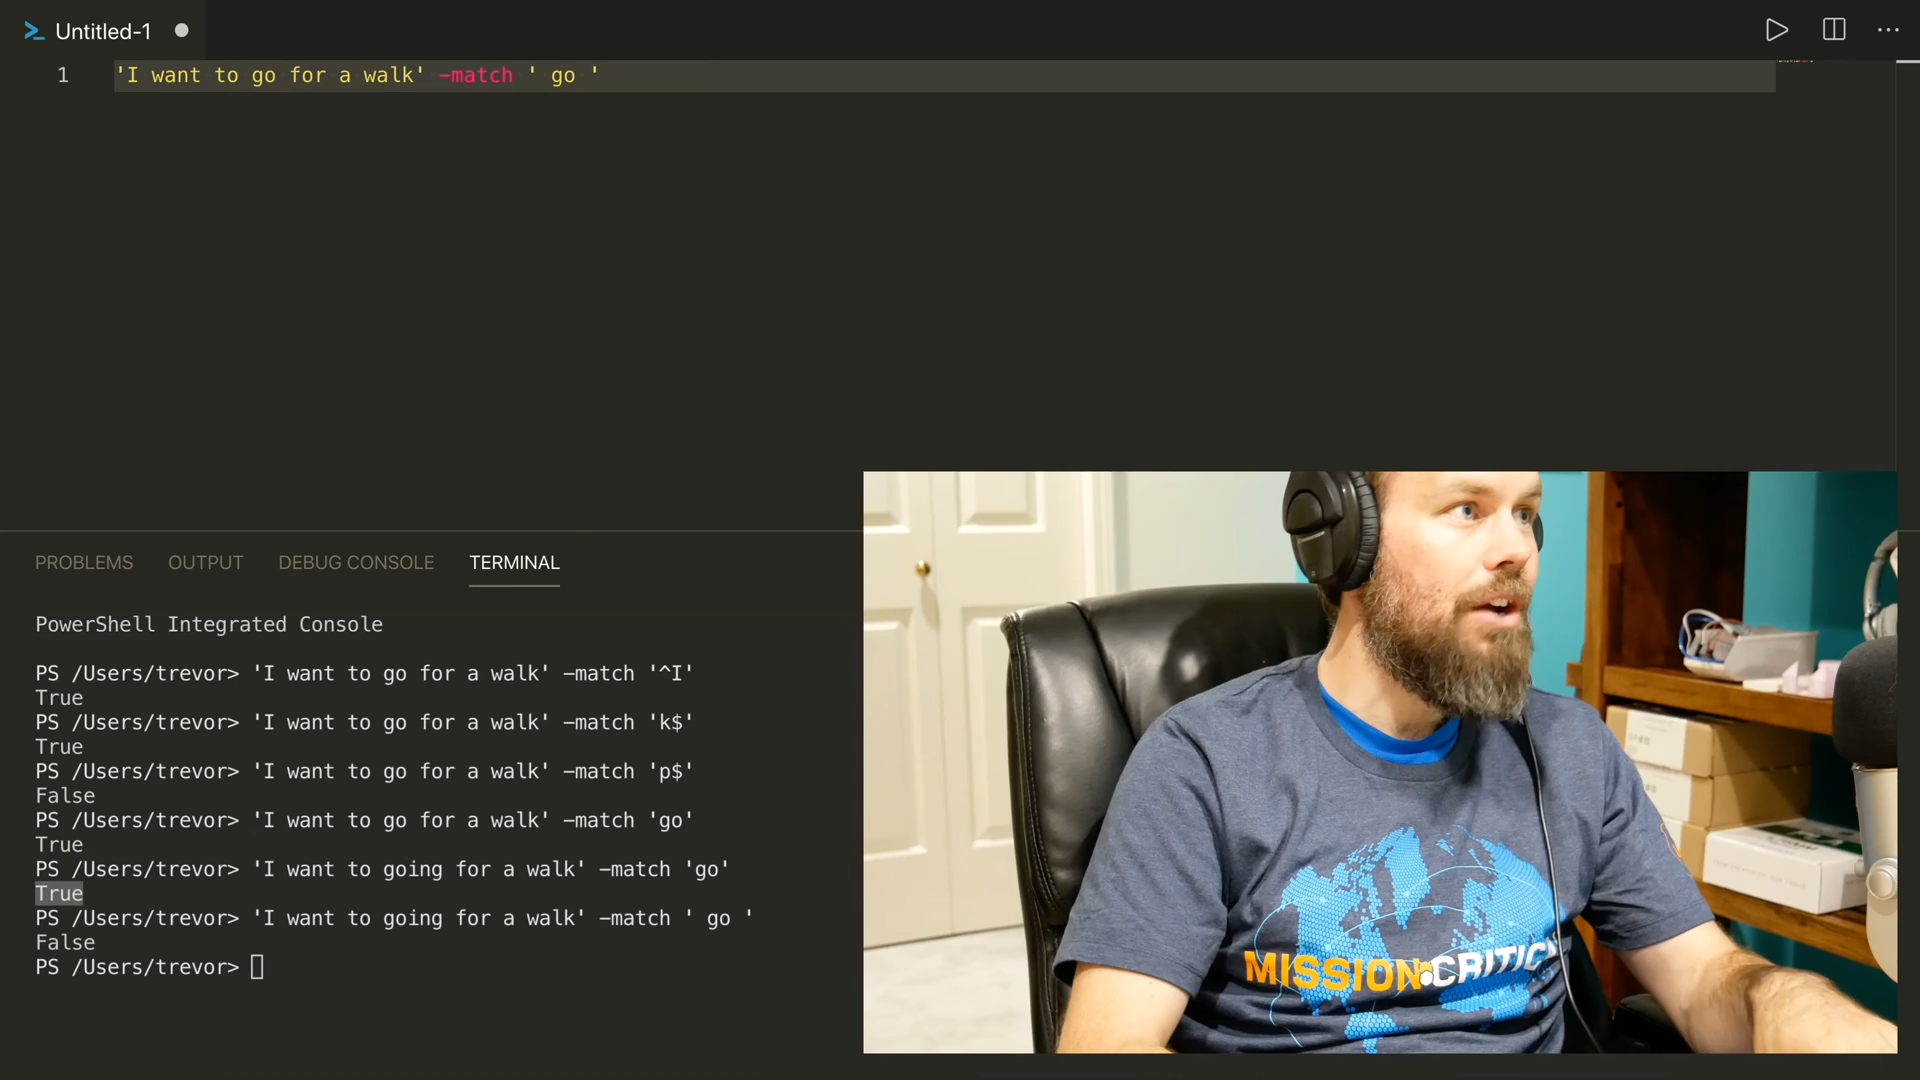 Untitled-1
1 'I want to go for a walk' -match ' go '
PROBLEMS OUTPUT DEBUG CONSOLE TERMINAL
PowerShell Integrated Console
PS /Users/trevor> 'I want to go for a walk' -match '^I'
True
PS /Users/trevor> 'I want to go for a walk' -match 'k$'
True
PS /Users/trevor> 'I want to go for a walk' -match 'p$'
False
PS /Users/trevor> 'I want to go for a walk' -match 'go'
True
PS /Users/trevor> 'I want to going for a walk' -match 'go'
True
PS /Users/trevor> 'I want to going for a walk' -match ' go '
False
PS /Users/trevor>
MISSION CRITIC